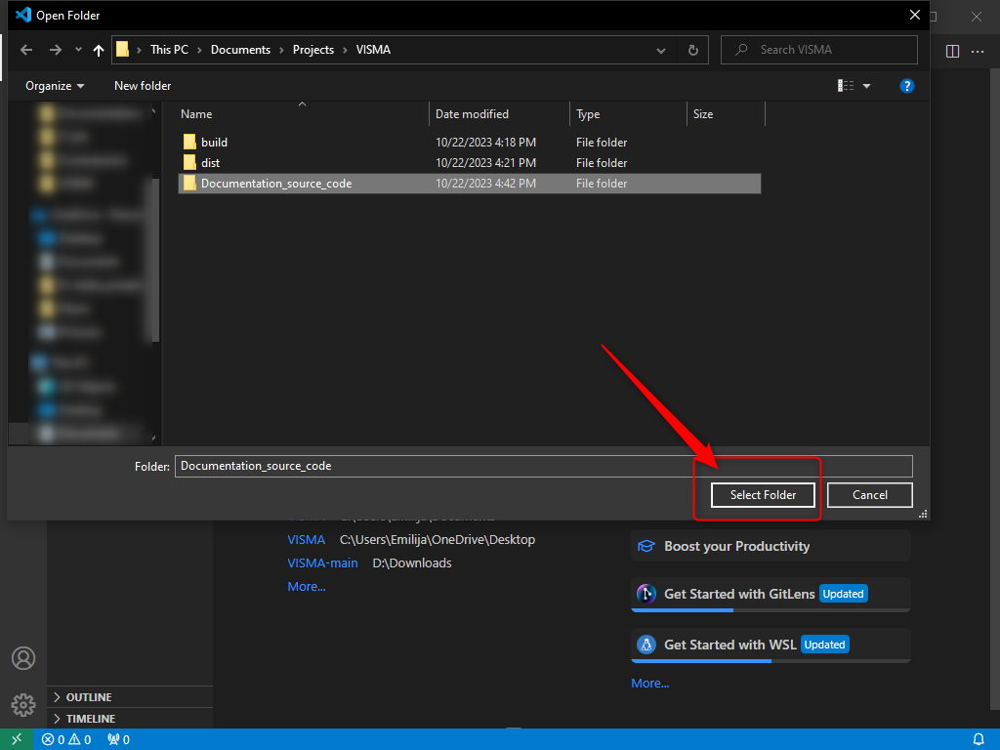 Open Folder
This PC > Documents > Projects > VISMA
Search VISMA
Organize
New folder
?
Name Date modified Type Size
build 10/22/2023 4:18 PM File folder
dist 10/22/2023 4:21 PM File folder
Documentation_source_code 10/22/2023 4:42 PM File folder
Folder: Documentation_source_code
Select Folder
Cancel
VISMA C:\Users\Emilija\OneDrive\Desktop
VISMA-main D:\Downloads
More...
Boost your Productivity
Get Started with GitLens Updated
Get Started with WSL Updated
More...
OUTLINE
TIMELINE
0 0 0